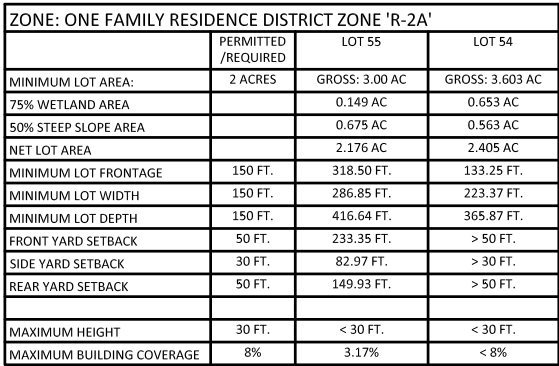 ZONE: ONE FAMILY RESIDENCE DISTRICT ZONE 'R-2A'
PERMITTED /REQUIRED LOT 55 LOT 54
MINIMUM LOT AREA: 2 ACRES GROSS: 3.00 AC GROSS: 3.603 AC
75% WETLAND AREA 0.149 AC 0.653 AC
50% STEEP SLOPE AREA 0.675 AC 0.563 AC
NET LOT AREA 2.176 AC 2.405 AC
MINIMUM LOT FRONTAGE 150 FT. 318.50 FT. 133.25 FT.
MINIMUM LOT WIDTH 150 FT. 286.85 FT. 223.37 FT.
MINIMUM LOT DEPTH 150 FT. 416.64 FT. 365.87 FT.
FRONT YARD SETBACK 50 FT. 233.35 FT. > 50 FT.
SIDE YARD SETBACK 30 FT. 82.97 FT. > 30 FT.
REAR YARD SETBACK 50 FT. 149.93 FT. > 50 FT.
MAXIMUM HEIGHT 30 FT. < 30 FT. < 30 FT.
MAXIMUM BUILDING COVERAGE 8% 3.17% < 8%